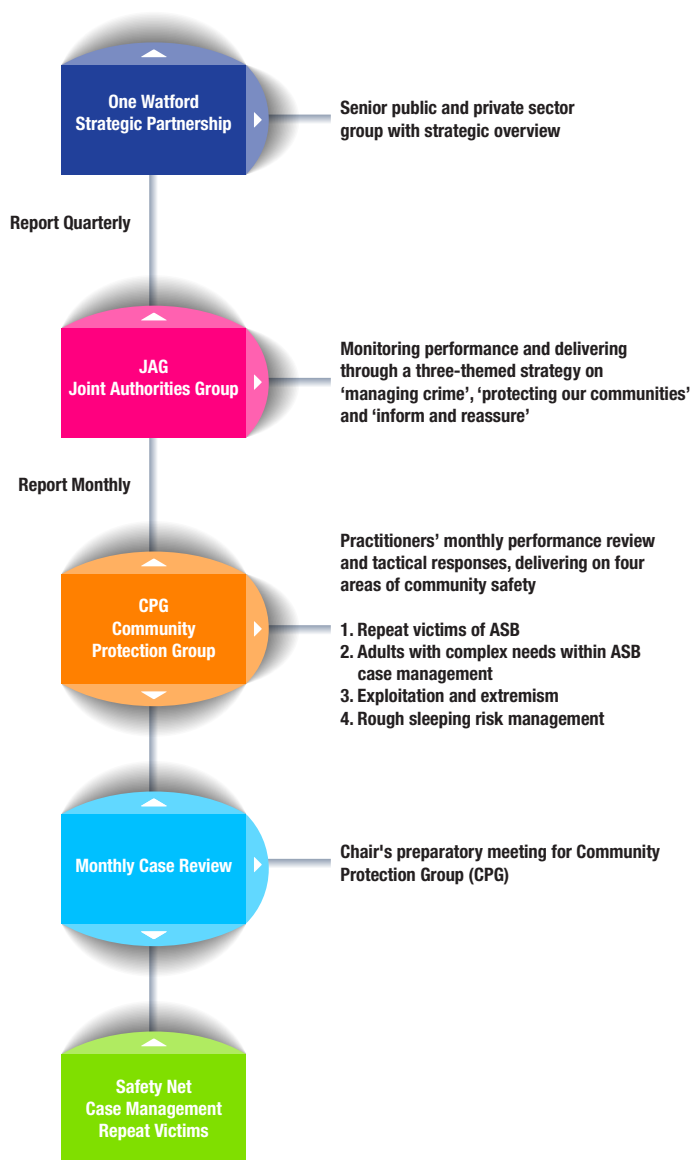 One Watford
Strategic Partnership
Senior public and private sector
group with strategic overview
Report Quarterly
JAG
Joint Authorities Group
Monitoring performance and delivering
through a three-themed strategy on
‘managing crime’, ‘protecting our communities’
and ‘inform and reassure’
Report Monthly
CPG
Community
Protection Group
Practitioners’ monthly performance review
and tactical responses, delivering on four
areas of community safety
1. Repeat victims of ASB
2. Adults with complex needs within ASB
case management
3. Exploitation and extremism
4. Rough sleeping risk management
Monthly Case Review
Chair's preparatory meeting for Community
Protection Group (CPG)
Safety Net
Case Management
Repeat Victims